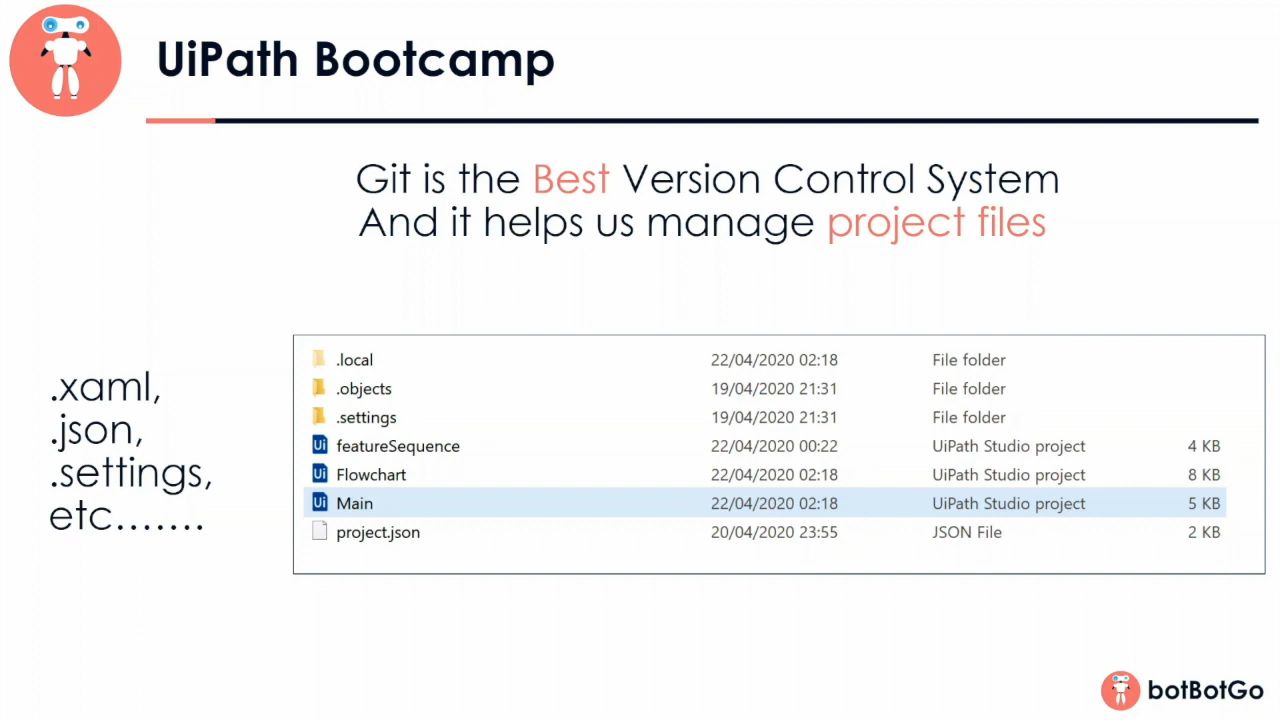 UiPath Bootcamp
Git is the Best Version Control System
And it helps us manage project files
.xaml,
.json,
.settings,
etc.......
.local 22/04/2020 02:18 File folder
.objects 19/04/2020 21:31 File folder
.settings 19/04/2020 21:31 File folder
Ui featureSequence 22/04/2020 00:22 UiPath Studio project 4 KB
Ui Flowchart 22/04/2020 02:18 UiPath Studio project 8 KB
Ui Main 22/04/2020 02:18 UiPath Studio project 5 KB
project.json 20/04/2020 23:55 JSON File 2 KB
botBotGo